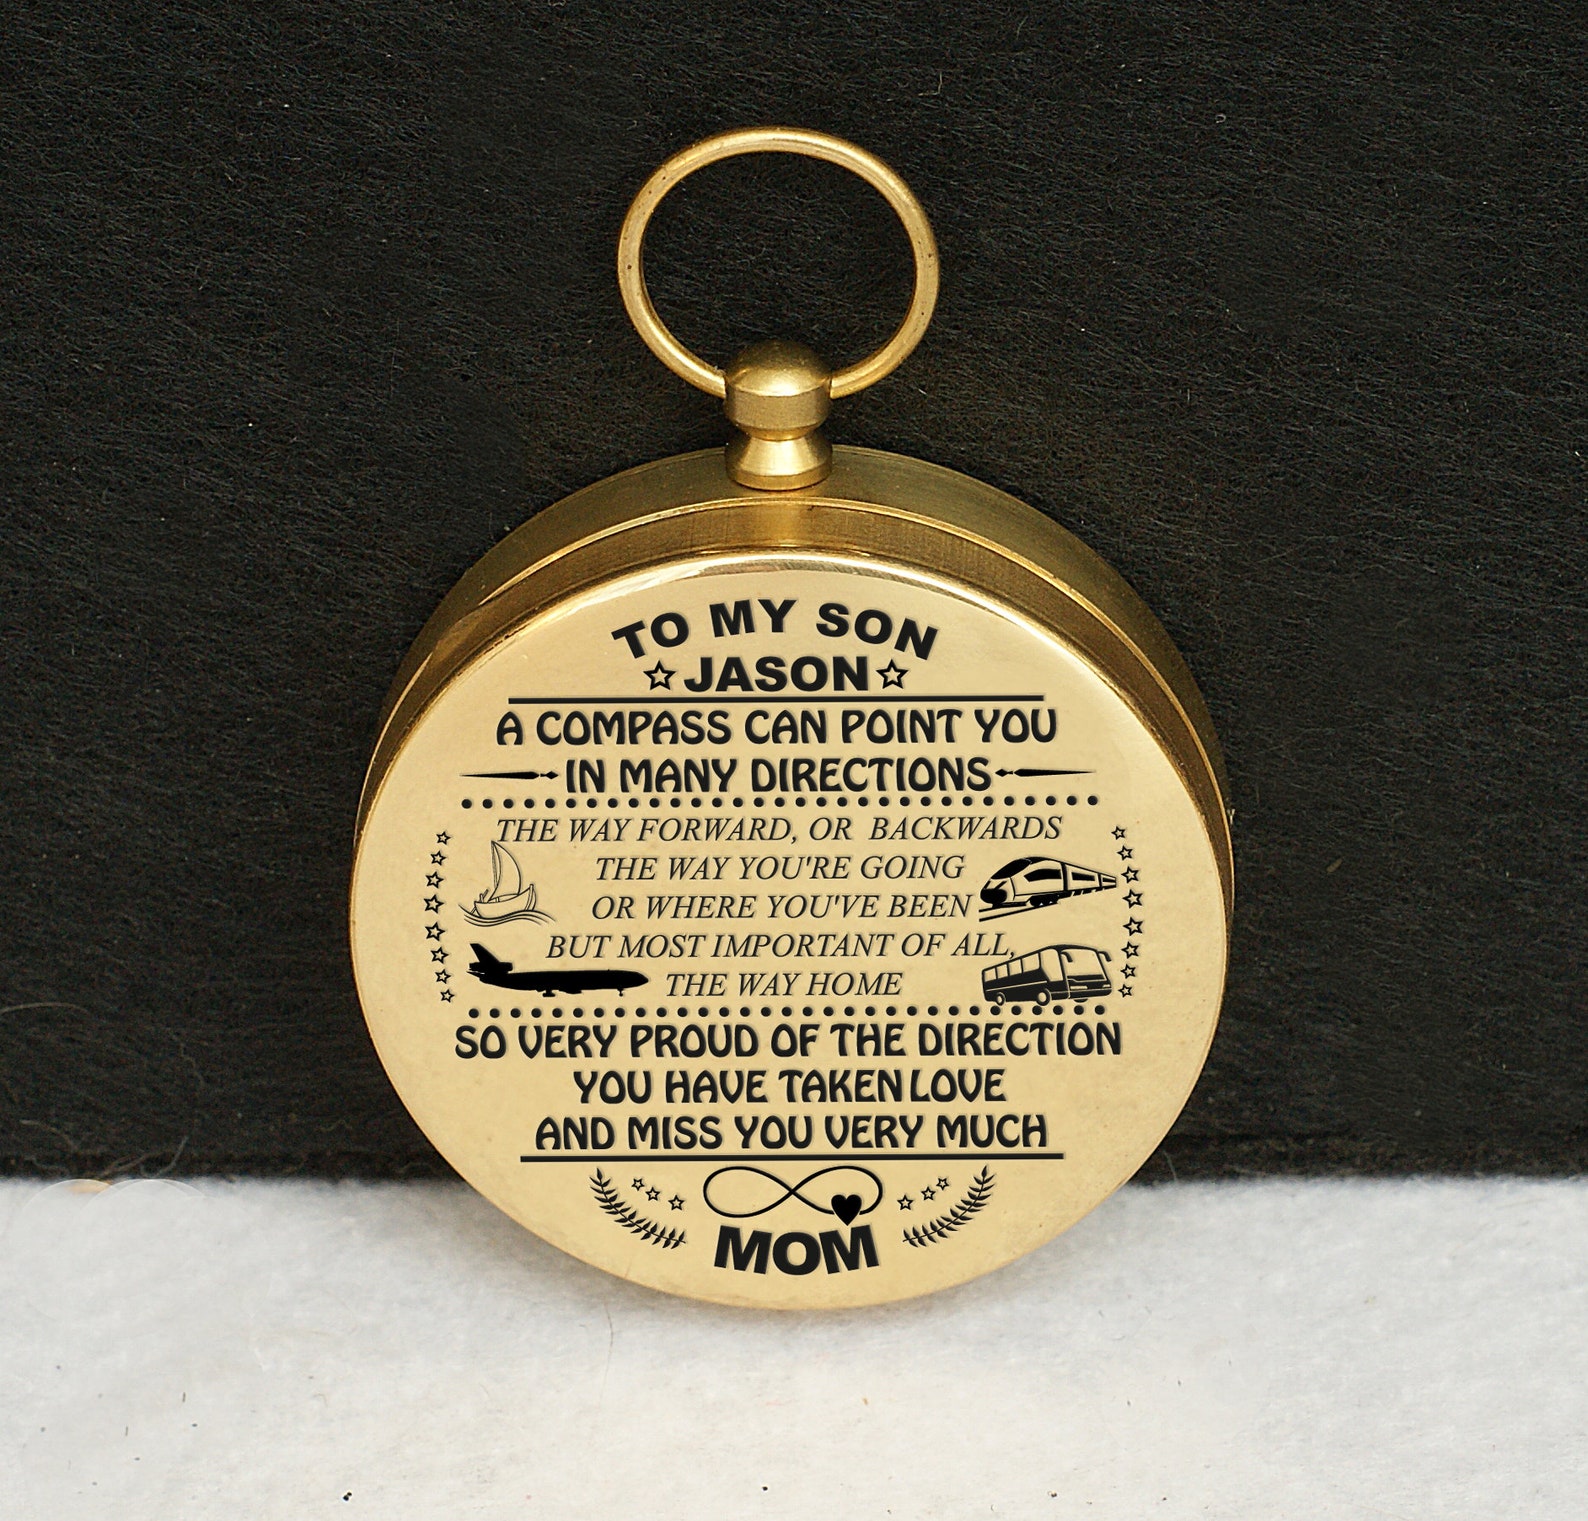 TO MY SON
JASON
A COMPASS CAN POINT YOU
IN MANY DIRECTIONS
THE WAY FORWARD, OR BACKWARDS
THE WAY YOU'RE GOING
OR WHERE YOU'VE BEEN
BUT MOST IMPORTANT OF ALL,
THE WAY HOME
SO VERY PROUD OF THE DIRECTION
YOU HAVE TAKEN LOVE
AND MISS YOU VERY MUCH
MOM